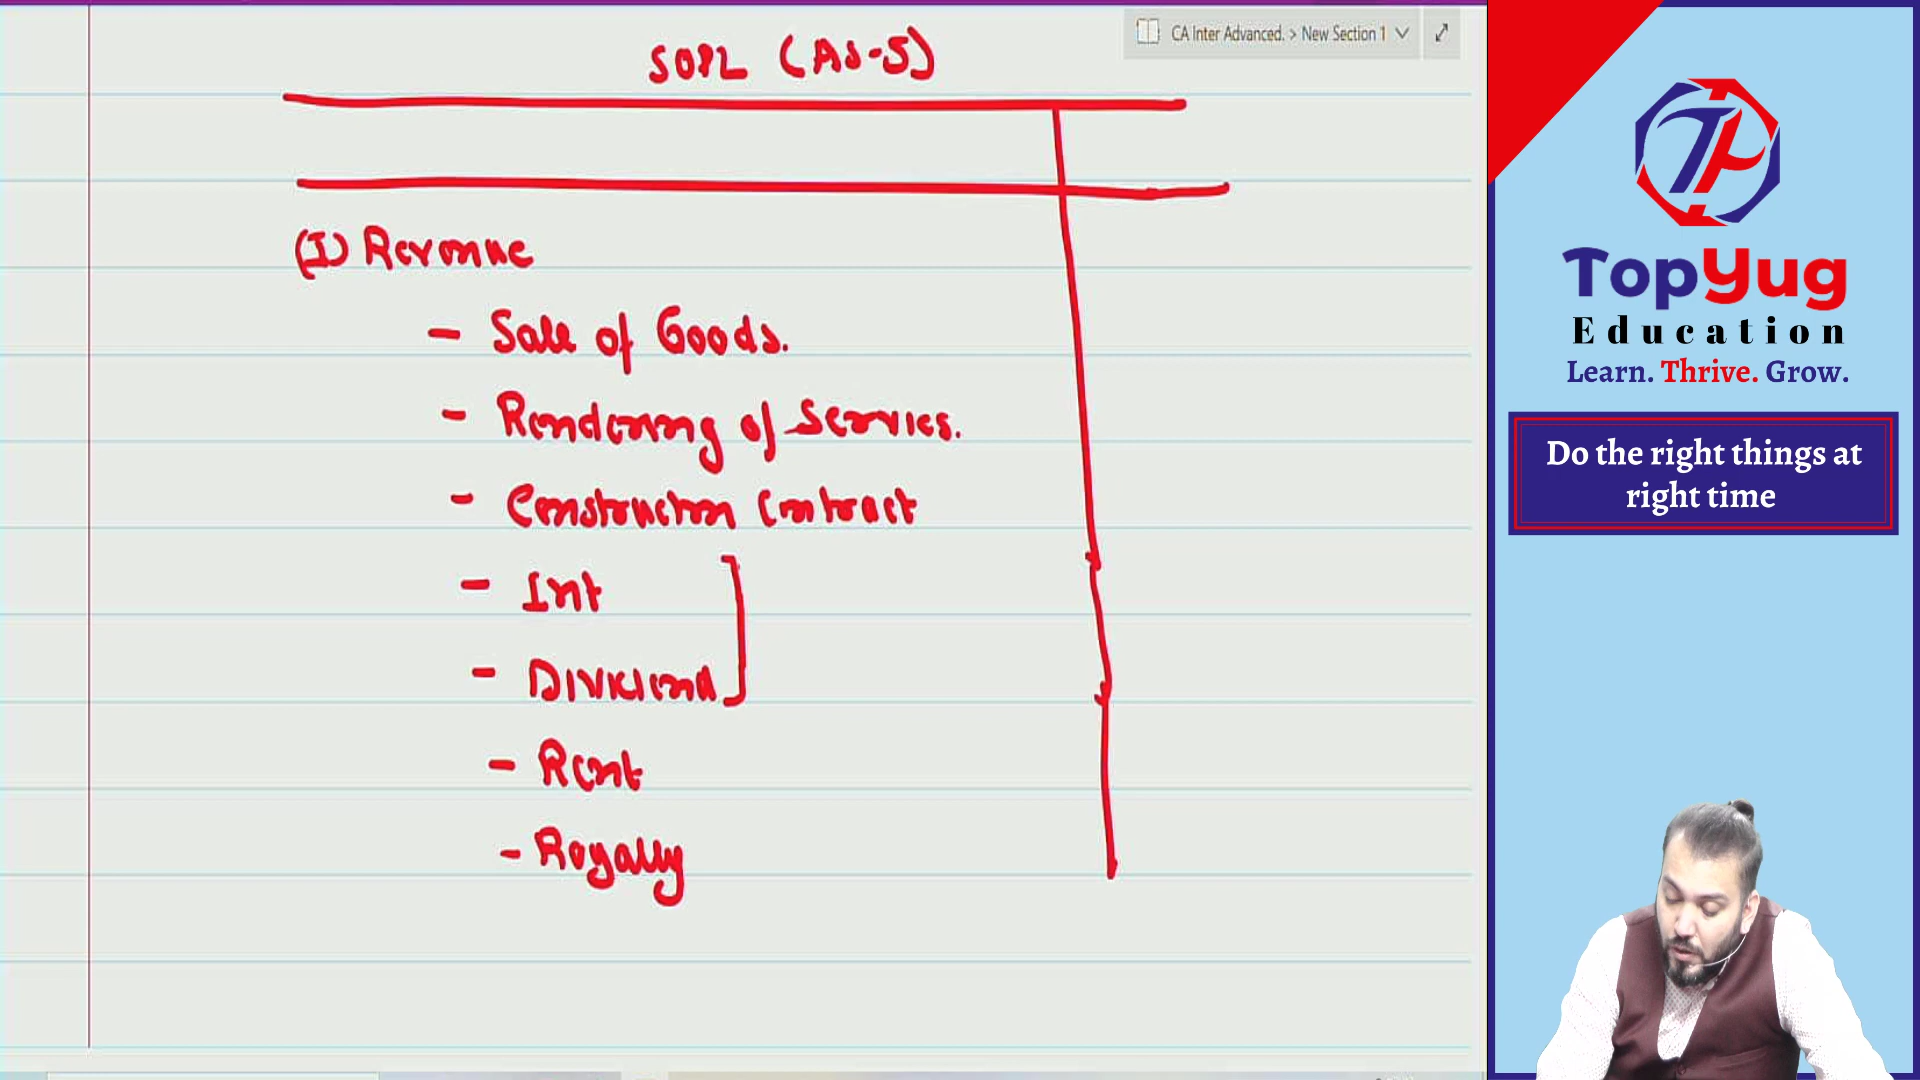 SOPL (AS-5)
CA Inter Advanced. > New Section 1
(I) Revenue
- Sale of Goods.
- Rendering of Services.
- Construction Contract
- Int
- Dividend
- Rent
- Royalty
TopYug
Education
Learn. Thrive. Grow.
Do the right things at
right time